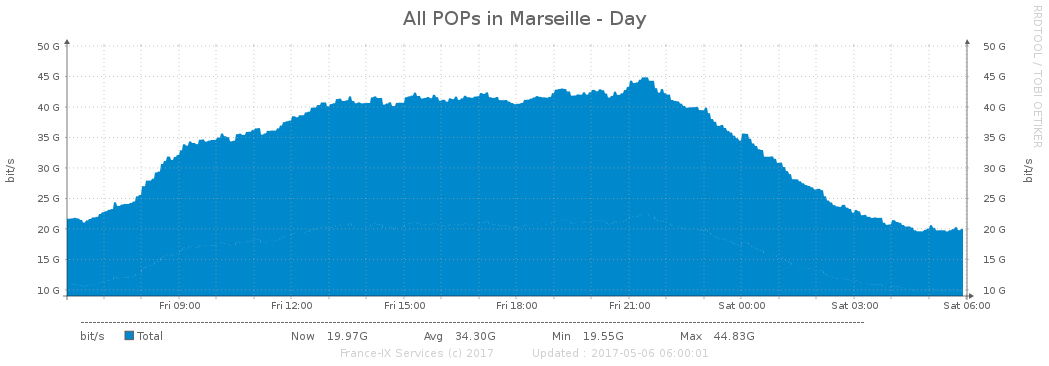 All POPs in Marseille - Day
RRDTOOL / TOBI OETIKER
50 G 50 G
45 G 45 G
40 G 40 G
35 G 35 G
30 G 30 G
25 G 25 G
20 G 20 G
15 G 15 G
10 G 10 G
bit/s
bit/s
Fri 09:00 Fri 12:00 Fri 15:00 Fri 18:00 Fri 21:00 Sat 00:00 Sat 03:00 Sat 06:00
bit/s Total Now 19.97G Avg 34.30G Min 19.55G Max 44.83G
France-IX Services (c) 2017 Updated : 2017-05-06 06:00:01